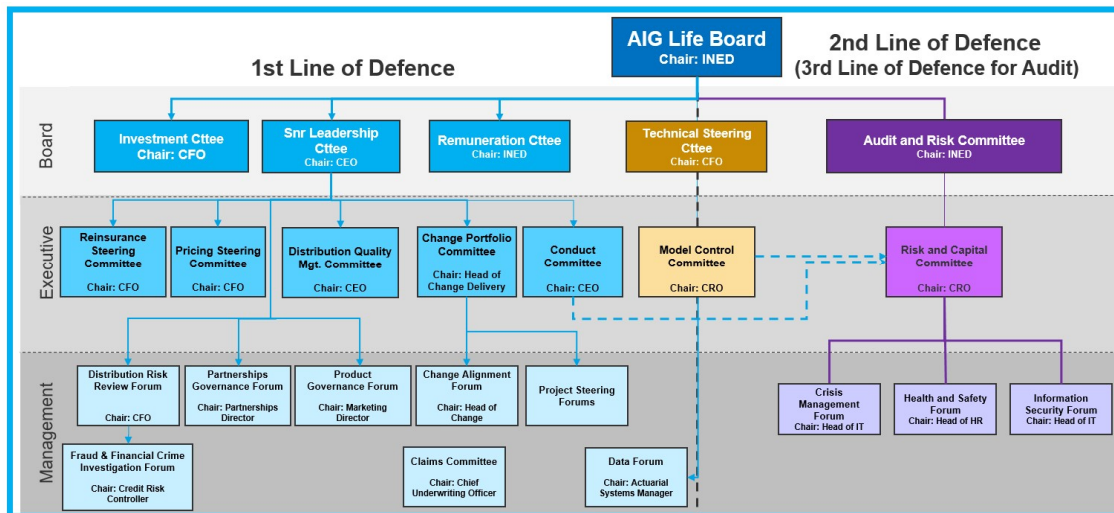 AIG Life Board
Chair: INED
1st Line of Defence
2nd Line of Defence
(3rd Line of Defence for Audit)
Board
Investment Cttee
Chair: CFO
Snr Leadership
Cttee
Chair: CEO
Remuneration Cttee
Chair: INED
Technical Steering
Cttee
Chair: CFO
Audit and Risk Committee
Chair: INED
Executive
Reinsurance
Steering
Committee
Chair: CFO
Pricing Steering
Committee
Chair: CFO
Distribution Quality
Mgt. Committee
Chair: CEO
Change Portfolio
Committee
Chair: Head of
Change Delivery
Conduct
Committee
Chair: CEO
Model Control
Committee
Chair: CRO
Risk and Capital
Committee
Chair: CRO
Management
Distribution Risk
Review Forum
Chair: CFO
Partnerships
Governance Forum
Chair: Partnerships
Director
Product
Governance Forum
Chair: Marketing
Director
Change Alignment
Forum
Chair: Head of
Change
Project Steering
Forums
Crisis
Management
Forum
Chair: Head of IT
Health and Safety
Forum
Chair: Head of HR
Information
Security Forum
Chair: Head of IT
Fraud & Financial Crime
Investigation Forum
Chair: Credit Risk
Controller
Claims Committee
Chair: Chief
Underwriting Officer
Data Forum
Chair: Actuarial
Systems Manager